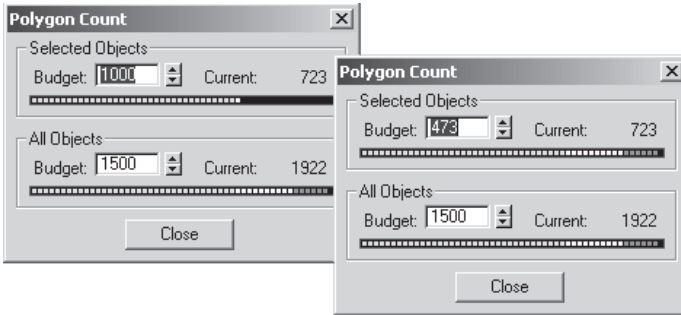 Polygon Count
Selected Objects
Budget: 1000 Current: 723
All Objects
Budget: 1500 Current: 1922
Close
Polygon Count
Selected Objects
Budget: 473 Current: 723
All Objects
Budget: 1500 Current: 1922
Close